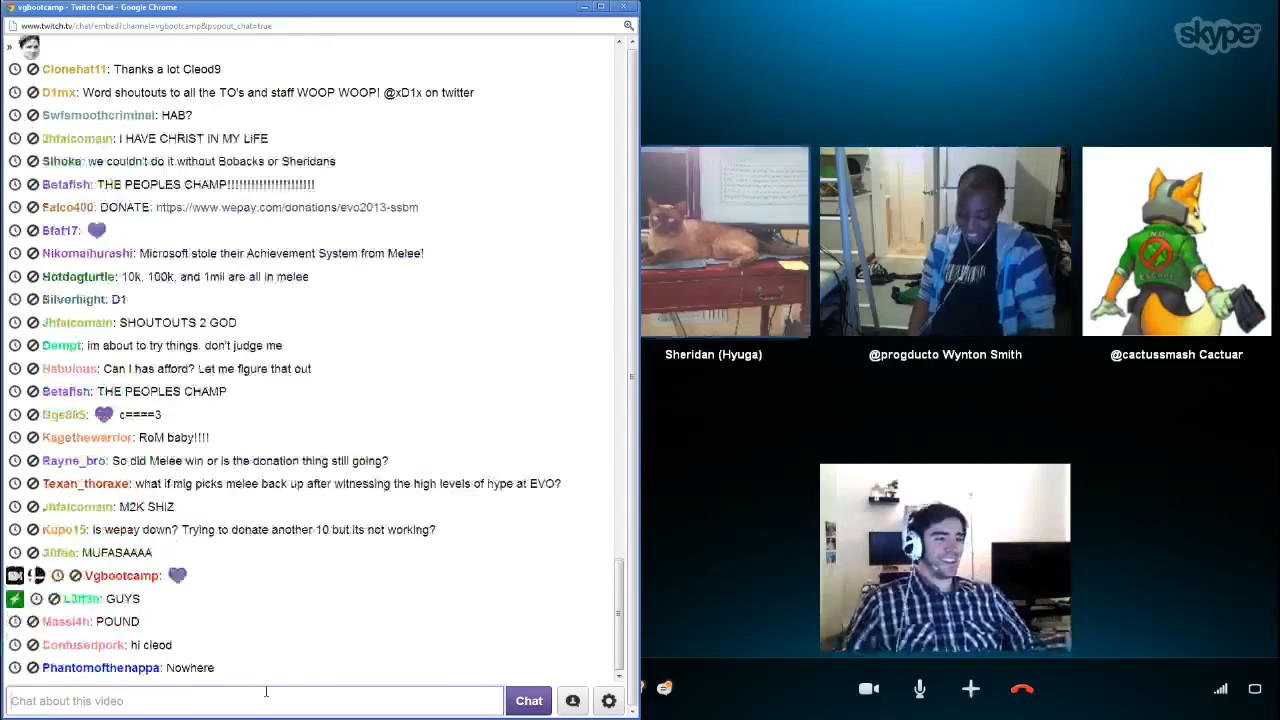 vgbootcamp - Twitch Chat - Google Chrome
www.twitch.tv/chat/embed?channel=vgbootcamp&popout_chat=true
»
Clonehat11: Thanks a lot Cleod9
D1mx: Word shoutouts to all the TO's and staff WOOP WOOP! @xD1x on twitter
Swfsmoothcriminal: HAB?
Jhfalcoman: I HAVE CHRIST IN MY LIFE
Sihoka: we couldn't do it without Bobacks or Sheridans
Betafish: THE PEOPLES CHAMP!!!!!!!!!!!!!!!!!!!!!!
Falco400: DONATE: https://www.wepay.com/donations/evo2013-ssbm
Bfaf17:
Nikomaihurashi: Microsoft stole their Achievement System from Melee!
Hotdogturtle: 10k, 100k, and 1mil are all in melee
Silverhght: D1
Jhfalcoman: SHOUTOUTS 2 GOD
Dempt: im about to try things. don't judge me
Habulous: Can I has afford? Let me figure that out
Betafish: THE PEOPLES CHAMP
c====3
Kagethewarrior: RoM baby!!!!
Rayne_bro: So did Melee win or is the donation thing still going?
Texan_thoraxe: what if mlg picks melee back up after witnessing the high levels of hype at EVO?
Jhfalcoman: M2K SHIZ
Kupo15: is wepay down? Trying to donate another 10 but its not working?
MUFASAAAA
Vgbootcamp:
GUYS
Massi4h: POUND
Confusedpork: hi cleod
Phantomofthenappa: Nowhere
Chat about this video
Chat
skype
NO
ESCAPE
Sheridan (Hyuga)
@progducto Wynton Smith
@cactussmash Cactuar